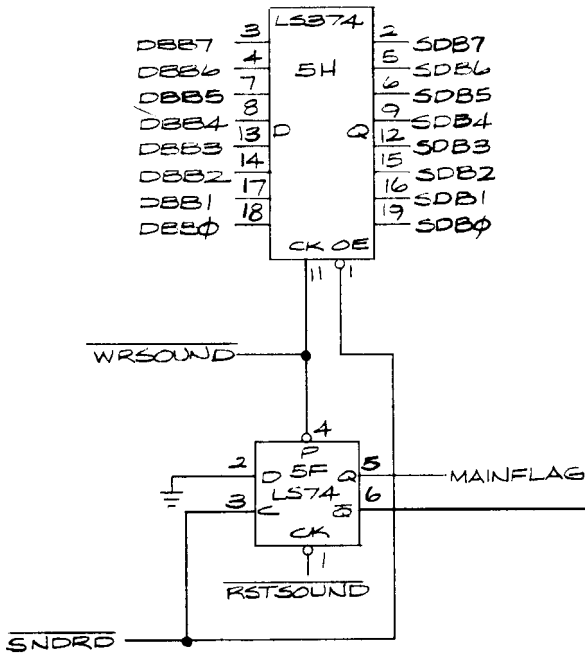 LS374
5H
DBB7 3 2 SDB7
DBB6 4 5 SDB6
DBB5 7 6 SDB5
DBB4 8 9 SDB4
DBB3 13 D Q 12 SDB3
DBB2 14 15 SDB2
DBB1 17 16 SDB1
DBBφ 18 19 SDBφ
CK OE
11 1
WRSOUND
4
P
2 D 5F Q 5 MAINFLAG
LS74
3 C Q̅ 6
CK
1
RSTSOUND
SNDRD